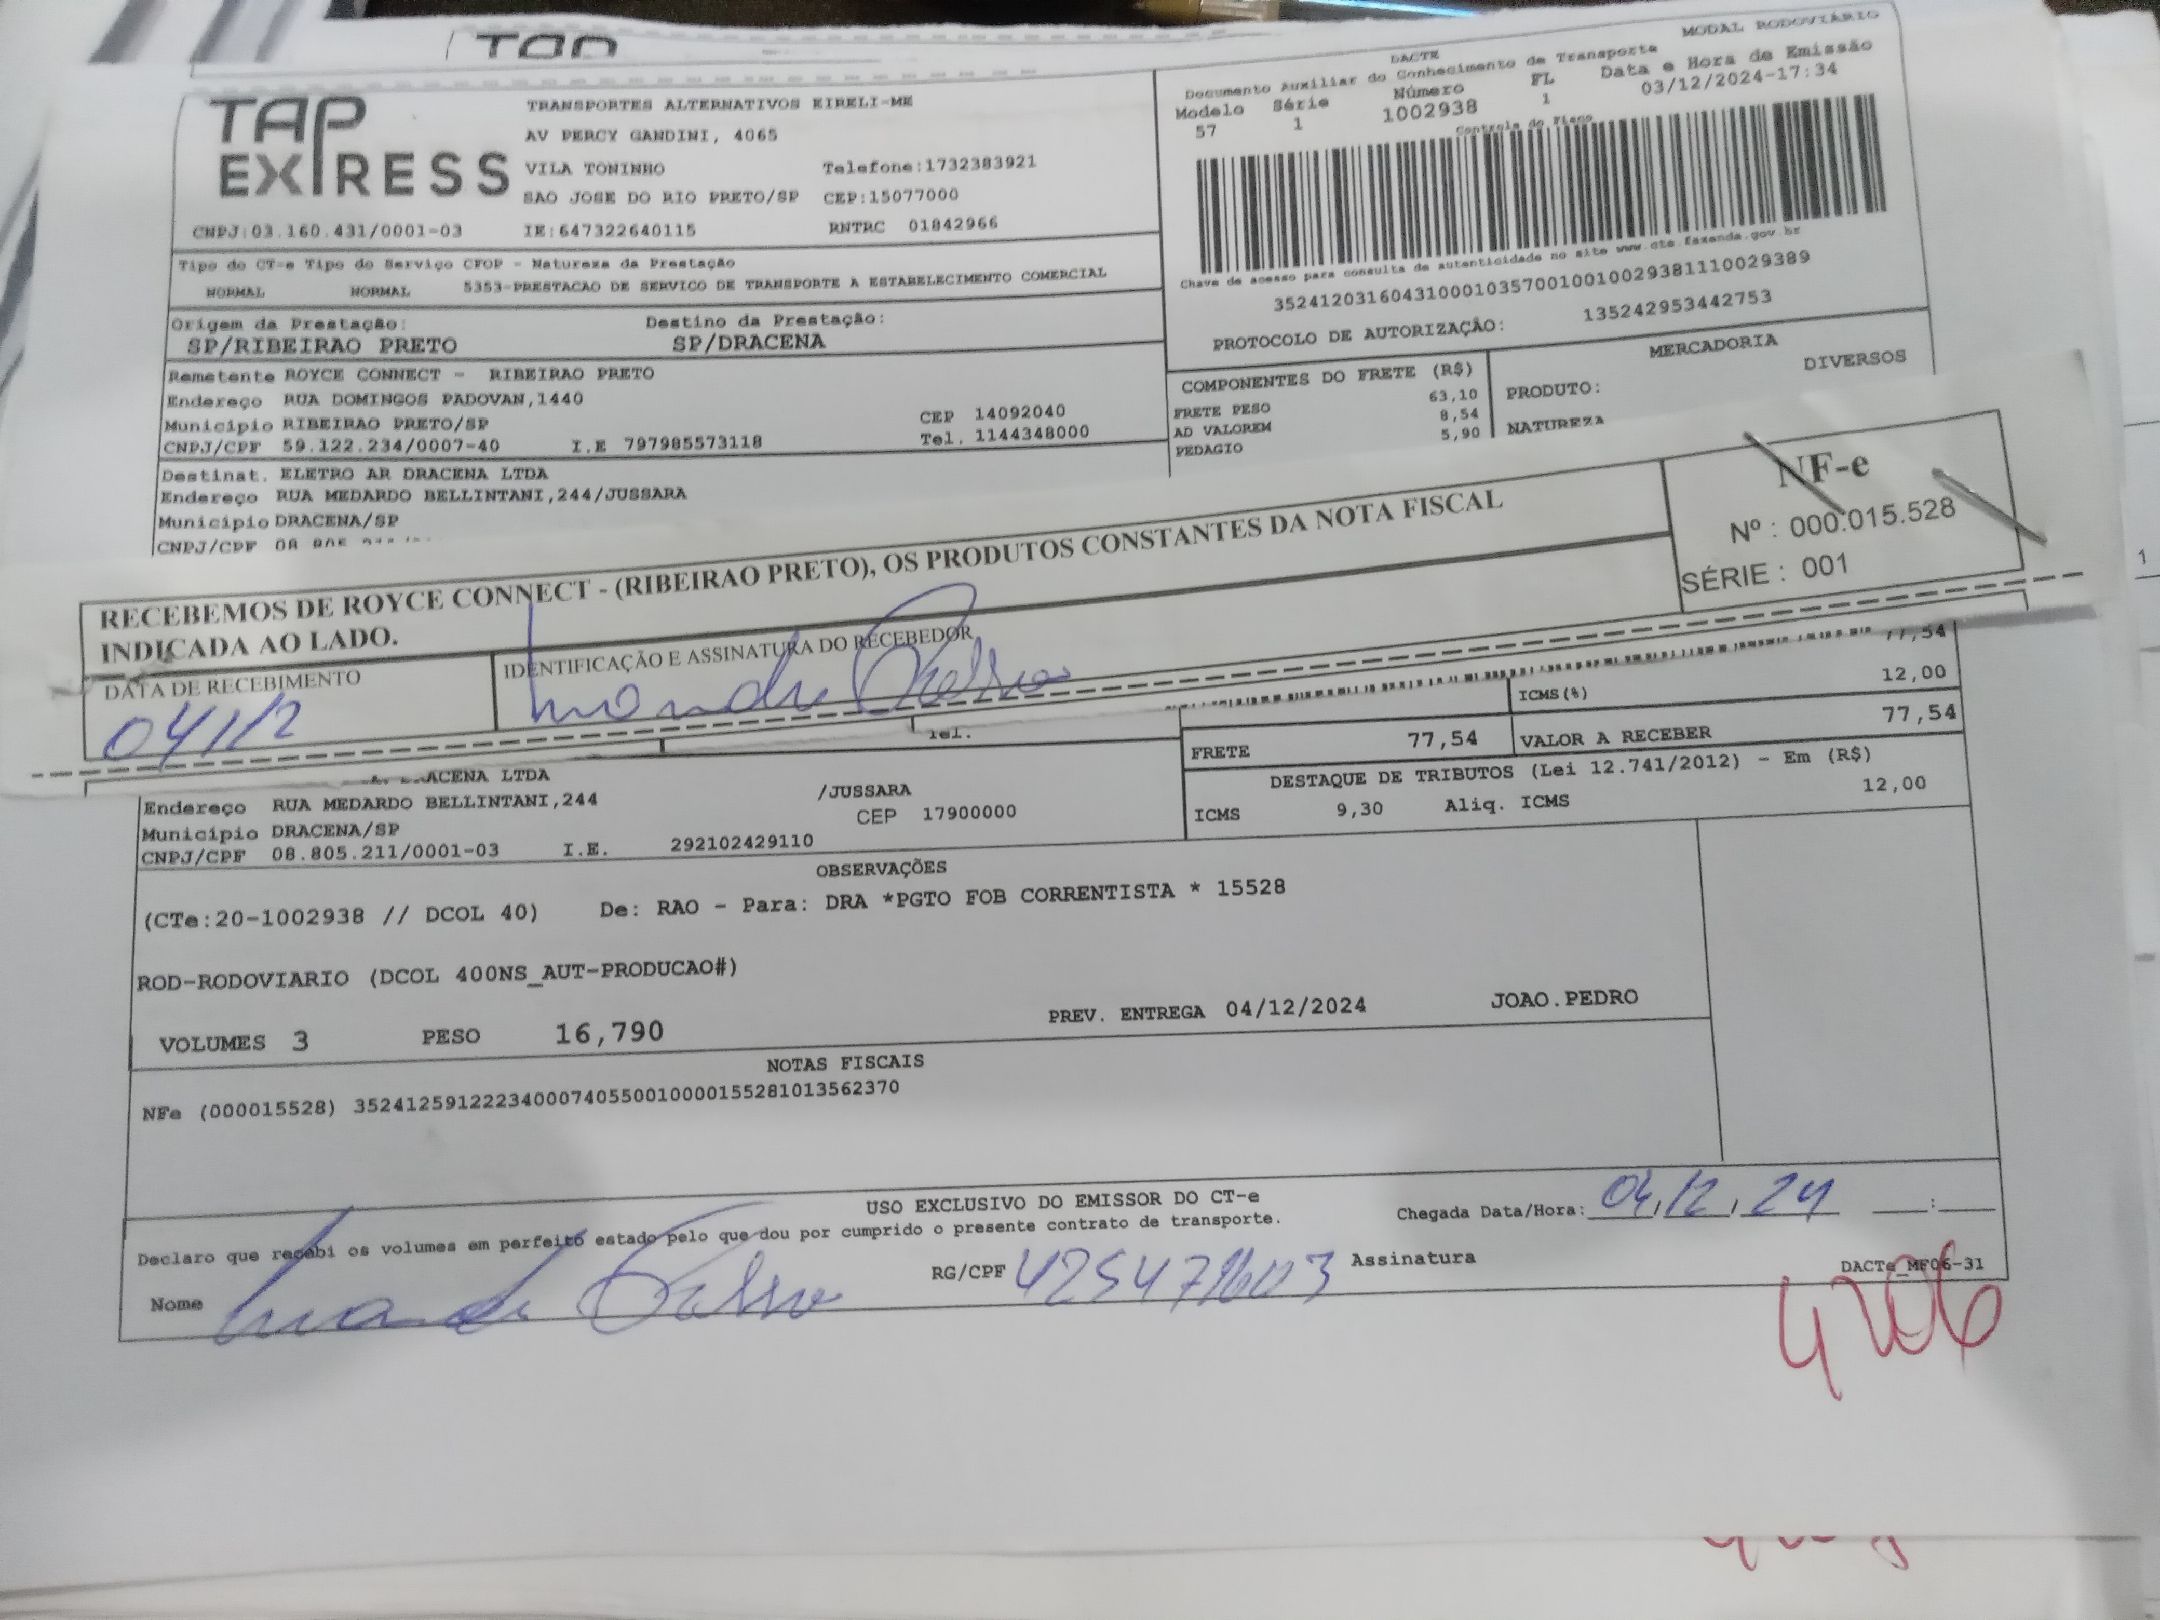 TAP
EXPRESS
TRANSPORTES ALTERNATIVOS EIRELI-ME
AV PERCY GANDINI, 4065
VILA TONINHO Telefone:1732383921
SAO JOSE DO RIO PRETO/SP CEP:15077000
CNPJ:03.160.431/0001-03 IE:647322640115 RNTRC 01842966
Tipo do CT-e Tipo do Serviço CFOP - Natureza da Prestação
NORMAL NORMAL 5353-PRESTACAO DE SERVICO DE TRANSPORTE A ESTABELECIMENTO COMERCIAL
Origem da Prestação: Destino da Prestação:
SP/RIBEIRAO PRETO SP/DRACENA
Remetente ROYCE CONNECT - RIBEIRAO PRETO
Endereço RUA DOMINGOS PADOVAN,1440
Município RIBEIRAO PRETO/SP CEP 14092040
CNPJ/CPF 59.122.234/0007-40 I.E 797985573118 Tel. 1144348000
Destinat. ELETRO AR DRACENA LTDA
Endereço RUA MEDARDO BELLINTANI,244/JUSSARA
Município DRACENA/SP
CNPJ/CPF
MODAL RODOVIÁRIO
DACTE
Documento Auxiliar do Conhecimento de Transporte
Modelo Série Número FL Data e Hora de Emissão
57 1 1002938 1 03/12/2024-17:34
Controle do Fisco
Chave de acesso para consulta de autenticidade no site www.cte.fazenda.gov.br
35241203160431000103570010010029381110029389
PROTOCOLO DE AUTORIZAÇÃO: 135242953442753
COMPONENTES DO FRETE (R$) MERCADORIA
FRETE PESO 63,10 PRODUTO: DIVERSOS
AD VALOREM 8,54
PEDAGIO 5,90 NATUREZA
RECEBEMOS DE ROYCE CONNECT - (RIBEIRAO PRETO), OS PRODUTOS CONSTANTES DA NOTA FISCAL
INDICADA AO LADO.
NF-e
Nº : 000.015.528
SÉRIE : 001
DATA DE RECEBIMENTO IDENTIFICAÇÃO E ASSINATURA DO RECEBEDOR
04/12
77,54
ICMS(%) 12,00
FRETE 77,54 VALOR A RECEBER 77,54
DESTAQUE DE TRIBUTOS (Lei 12.741/2012) - Em (R$)
ICMS 9,30 Aliq. ICMS 12,00
Tel.
DRACENA LTDA
Endereço RUA MEDARDO BELLINTANI,244 /JUSSARA
Município DRACENA/SP CEP 17900000
CNPJ/CPF 08.805.211/0001-03 I.E. 292102429110
OBSERVAÇÕES
(CTe:20-1002938 // DCOL 40) De: RAO - Para: DRA *PGTO FOB CORRENTISTA * 15528
ROD-RODOVIARIO (DCOL 400NS_AUT-PRODUCAO#)
VOLUMES 3 PESO 16,790 PREV. ENTREGA 04/12/2024 JOAO.PEDRO
NOTAS FISCAIS
NFe (000015528) 35241259122234000740550010000155281013562370
USO EXCLUSIVO DO EMISSOR DO CT-e
Declaro que recebi os volumes em perfeito estado pelo que dou por cumprido o presente contrato de transporte.
Chegada Data/Hora: 04/12/24 :
Nome RG/CPF Assinatura
DACTe_MF06-31